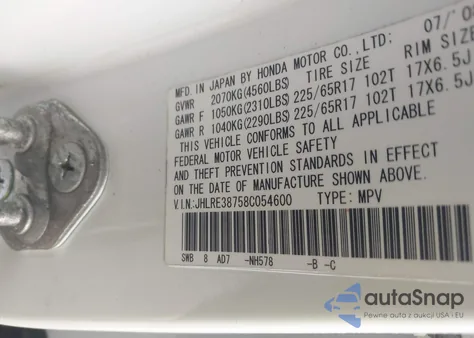 MFD. IN JAPAN BY HONDA MOTOR CO., LTD: 07/
GVWR 2070KG(4560LBS) TIRE SIZE RIM SIZE
GAWR F 1050KG(2310LBS) 225/65R17 102T 17X6.5J
GAWR R 1040KG(2290LBS) 225/65R17 102T 17X6.5J
THIS VEHICLE CONFORMS TO ALL APPLICABLE
FEDERAL MOTOR VEHICLE SAFETY
AND THEFT PREVENTION STANDARDS IN EFFECT
ON THE DATE OF MANUFACTURE SHOWN ABOVE.
V.I.N:JHLRE38758C054600 TYPE: MPV
SWB 8 AD7 -NH578 -B -C
autoSnap
Pewne auta z aukcji USA i EU